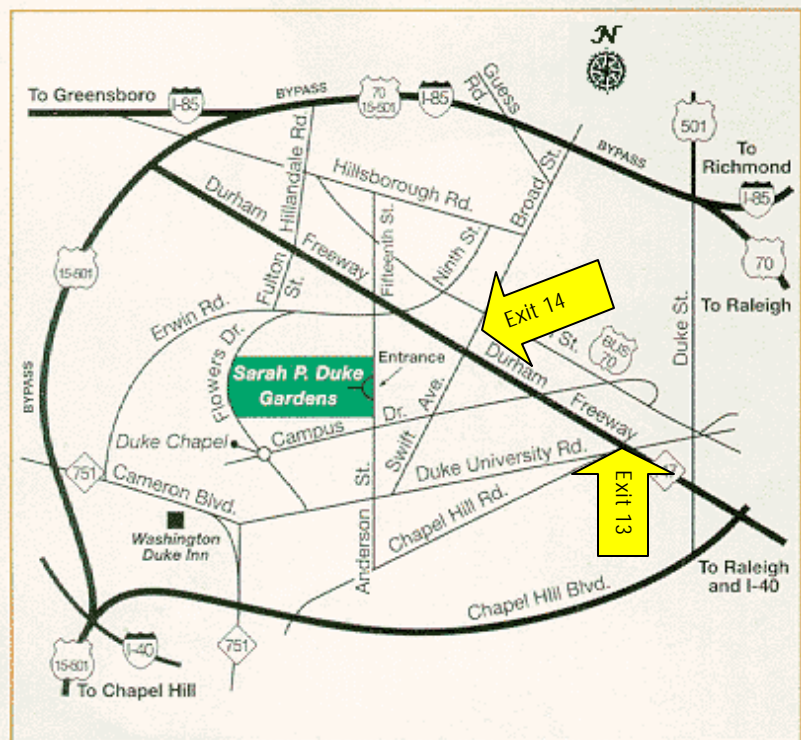 N
To Greensboro
I-85
BYPASS
70
15-501
I-85
Guess
Rd.
501
BYPASS
To
Richmond
I-85
70
To Raleigh
Hillandale Rd.
Hillsborough Rd.
Broad St.
Durham
Freeway
Fifteenth St.
Ninth St.
15-501
Fulton
St.
Exit 14
Erwin Rd.
St.
BUS
70
Duke St.
Flowers Dr.
Sarah P. Duke
Gardens
Entrance
Durham
Freeway
BYPASS
Campus
Dr.
Swift
Ave.
Duke Chapel
751
Cameron Blvd.
Duke University Rd.
Anderson
St.
Chapel Hill Rd.
Exit 13
Washington
Duke Inn
To Raleigh
and I-40
Chapel Hill Blvd.
751
I-40
15-501
To Chapel Hill